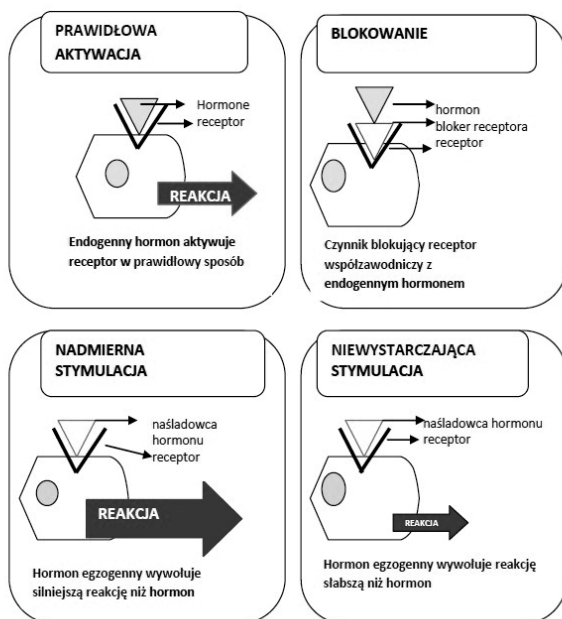 PRAWIDŁOWA
AKTYWACJA
Hormone
receptor
REAKCJA
Endogenny hormon aktywuje
receptor w prawidłowy sposób
BLOKOWANIE
hormon
bloker receptora
receptor
Czynnik blokujący receptor
współzawodniczy z
endogennym hormonem
NADMIERNA
STYMULACJA
naśladowca
hormonu
receptor
REAKCJA
Hormon egzogenny wywołuje
silniejszą reakcję niż hormon
NIEWYSTARCZAJĄCA
STYMULACJA
naśladowca hormonu
receptor
REAKCJA
Hormon egzogenny wywołuje reakcję
słabszą niż hormon